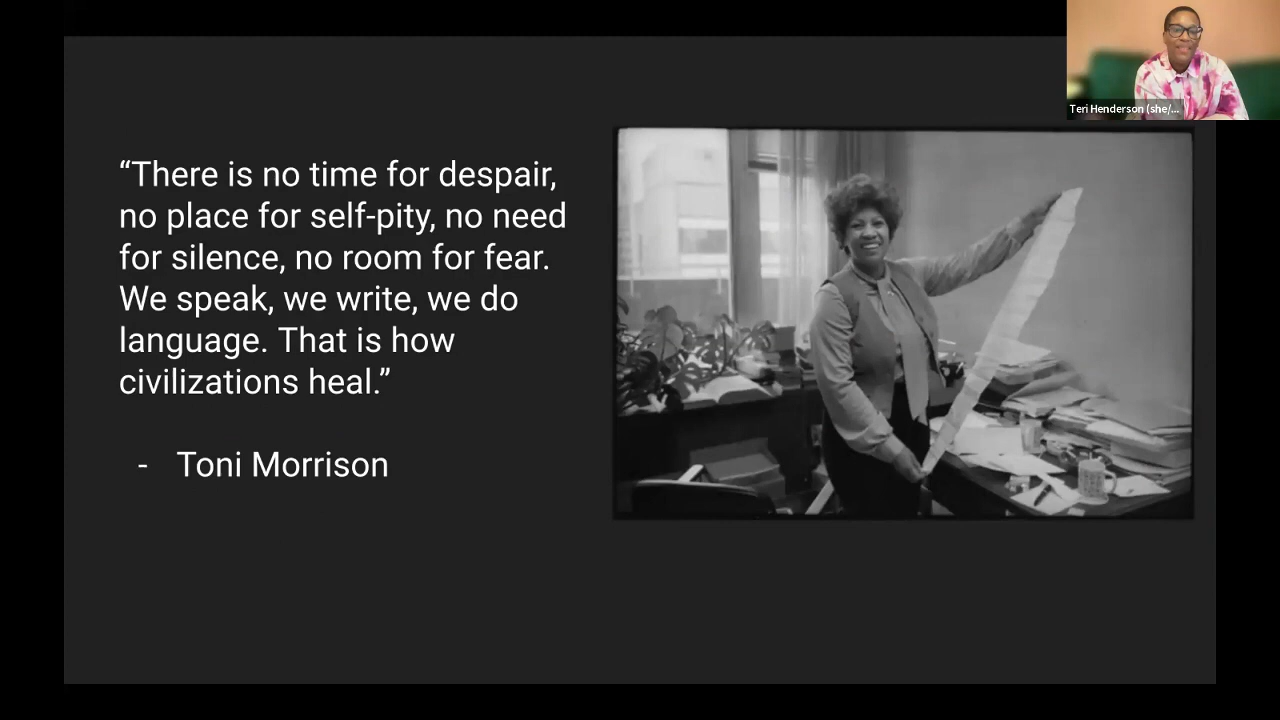 Teri Henderson (she/...
“There is no time for despair,
no place for self-pity, no need
for silence, no room for fear.
We speak, we write, we do
language. That is how
civilizations heal.”
- Toni Morrison